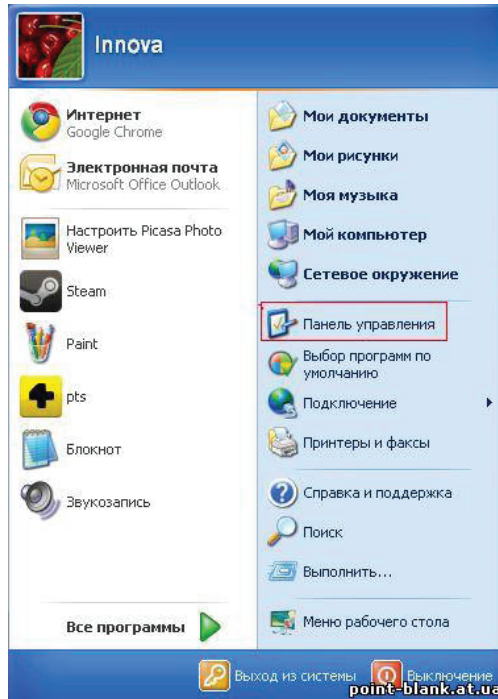 Innova
Интернет
Google Chrome
Электронная почта
Microsoft Office Outlook
Настроить Picasa Photo
Viewer
Steam
Paint
pts
Блокнот
Звукозапись
Все программы
Мои документы
Мои рисунки
Моя музыка
Мой компьютер
Сетевое окружение
Панель управления
Выбор программ по
умолчанию
Подключение
Принтеры и факсы
Справка и поддержка
Поиск
Выполнить...
Меню рабочего стола
Выход из системы
Выключение
point-blank.at.ua